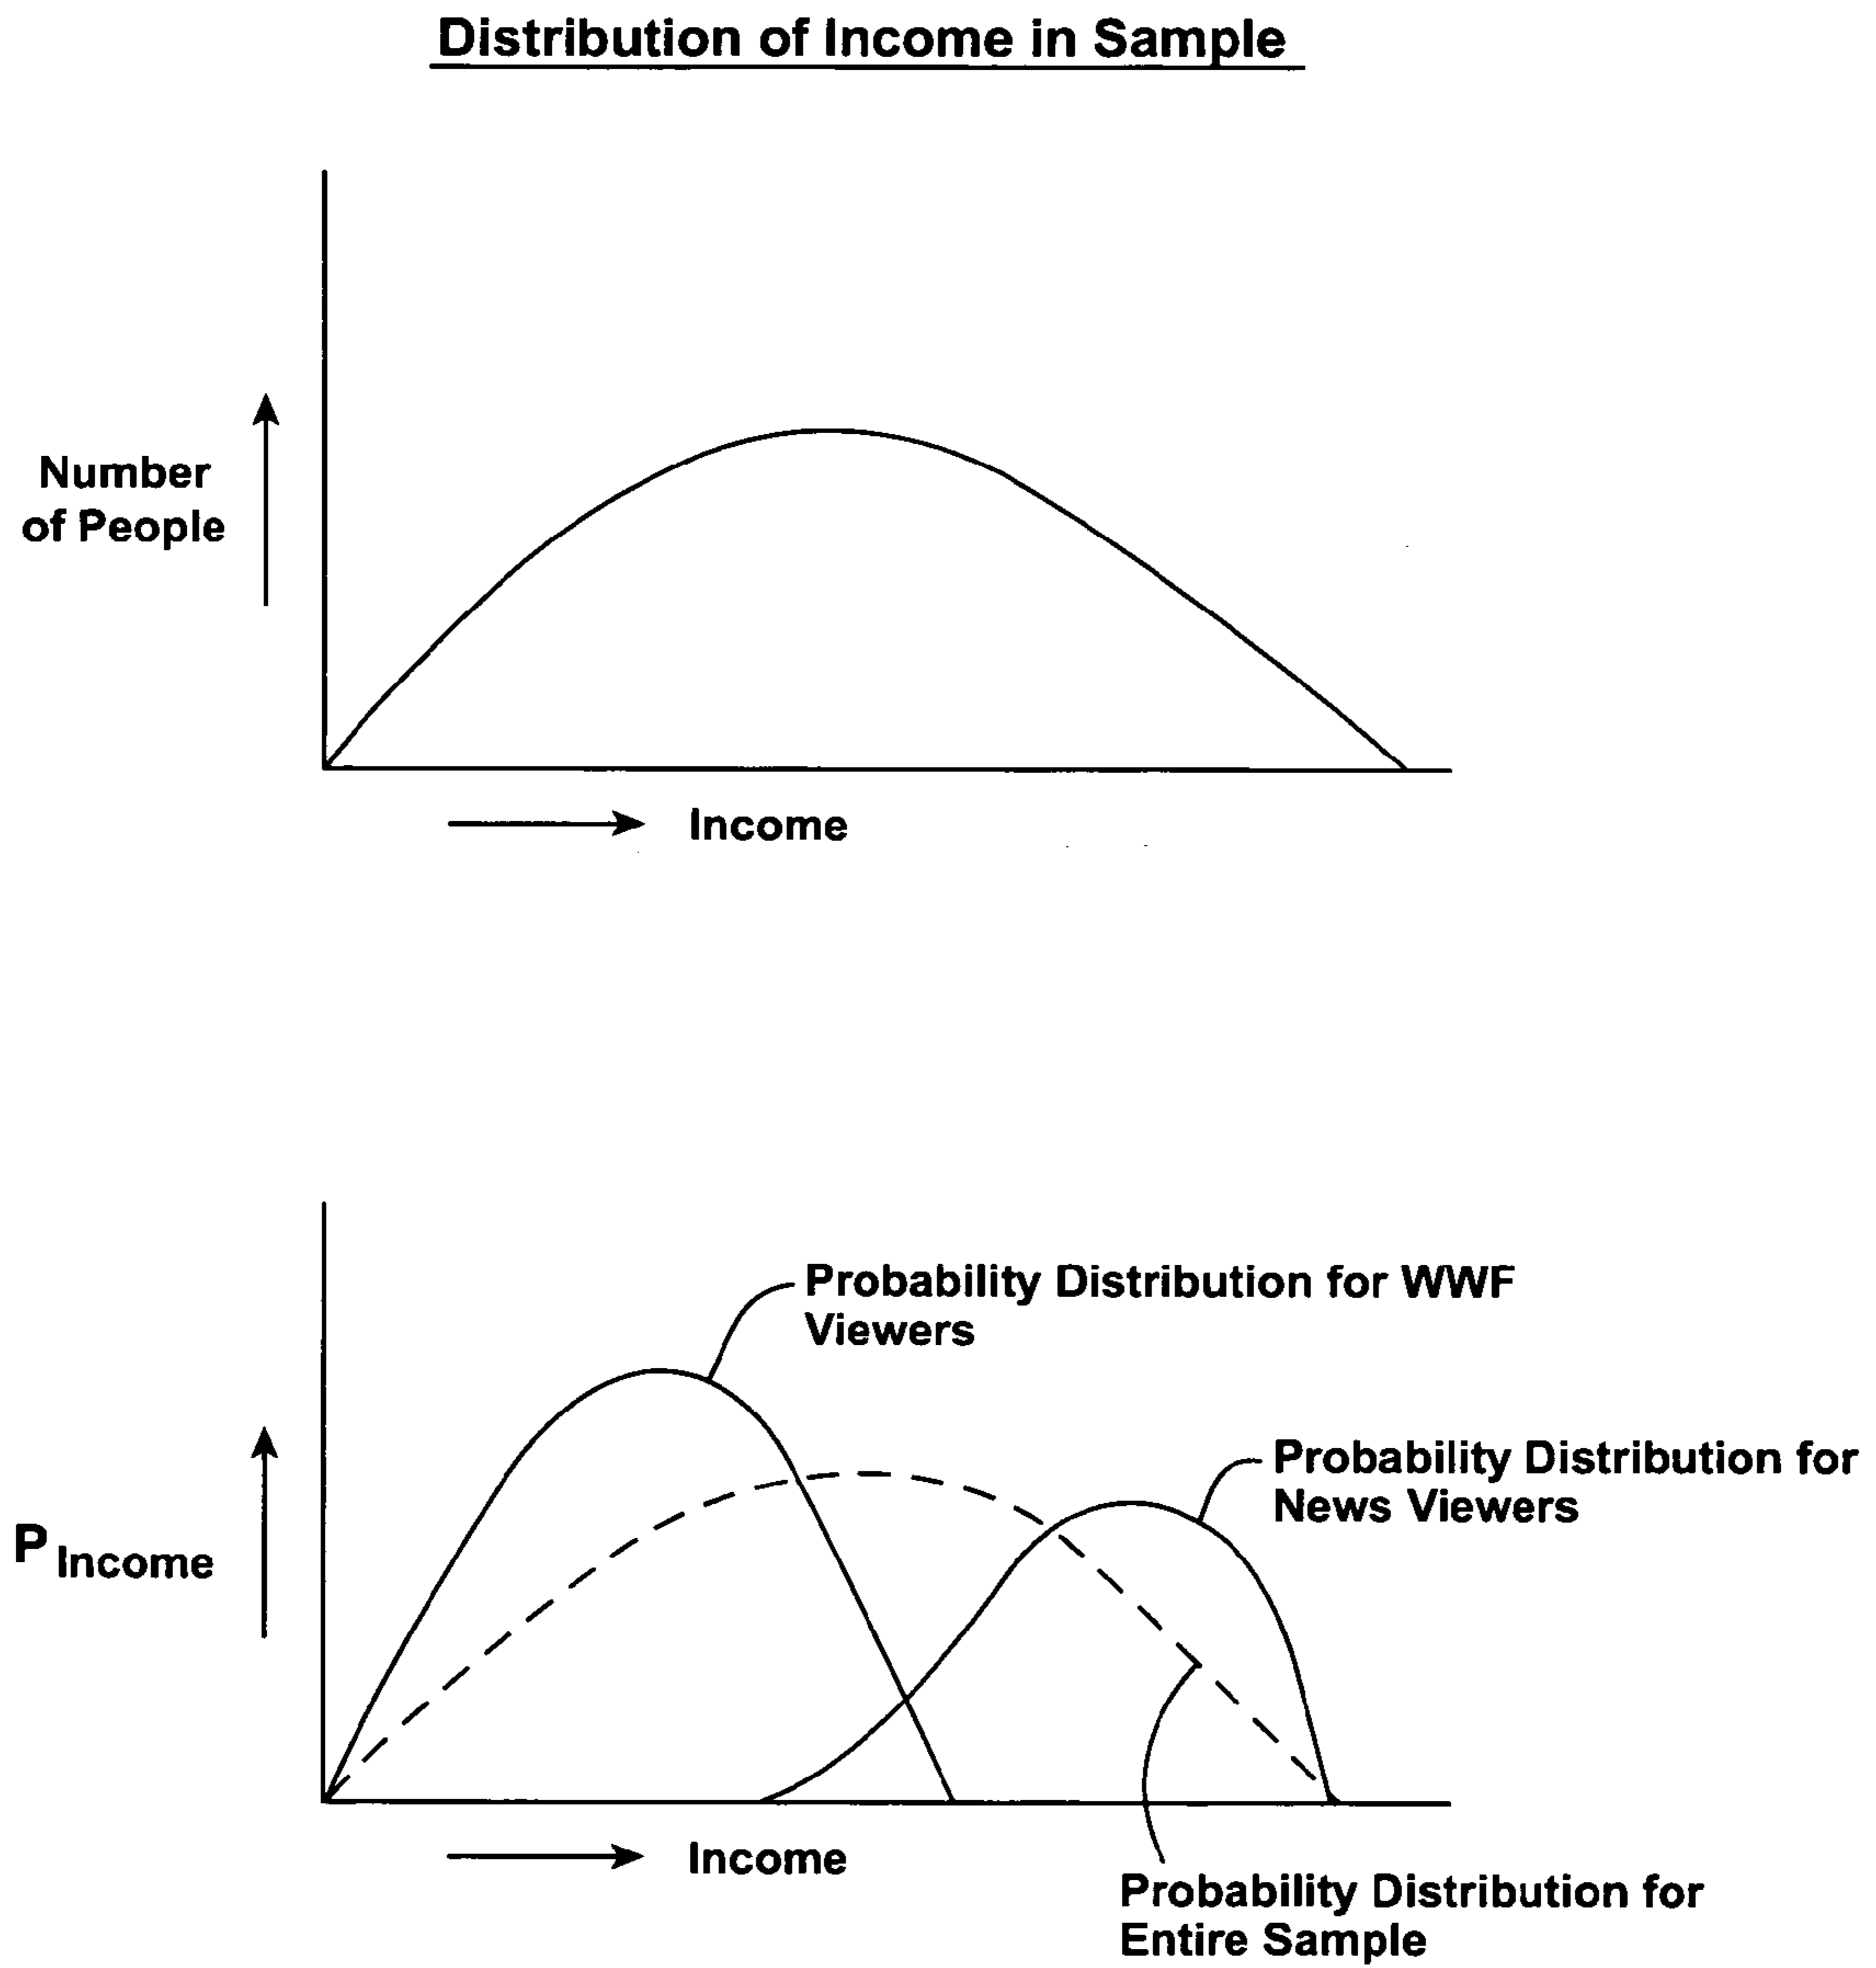 Distribution of Income in Sample
Number
of People
Income
Probability Distribution for WWF
Viewers
Probability Distribution for
News Viewers
P Income
Income
Probability Distribution for
Entire Sample